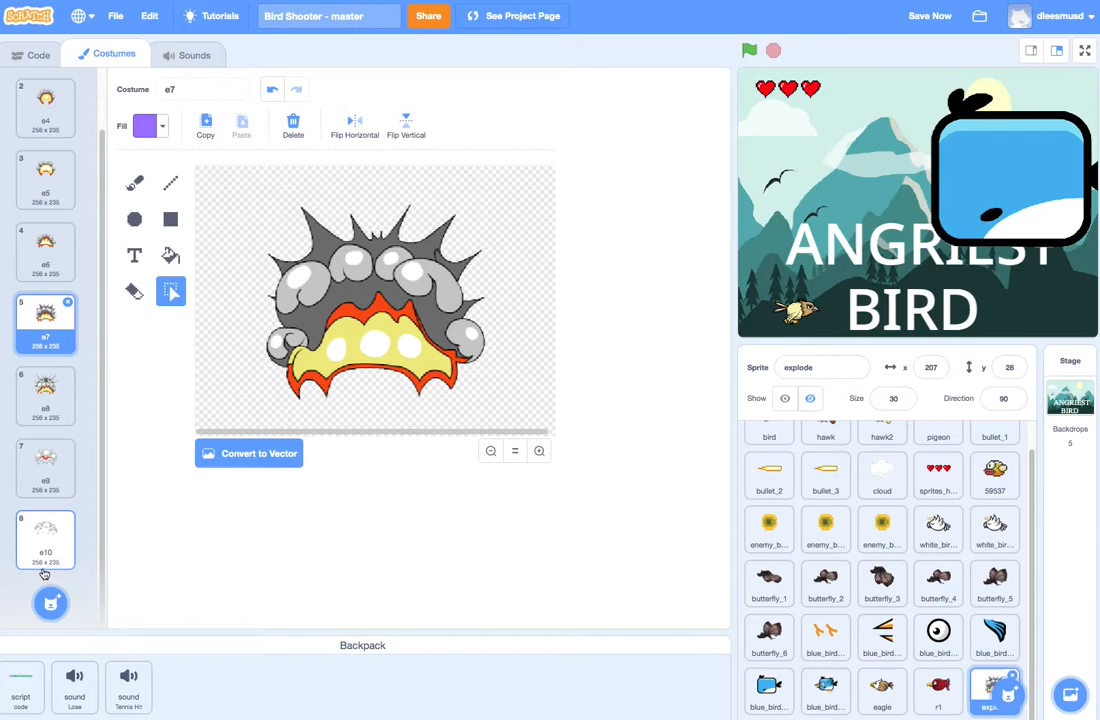 SCRATCH
File
Edit
Tutorials
Bird Shooter - master
Share
See Project Page
Save Now
dleesmusd
Code
Costumes
Sounds
Costume
e7
Fill
Copy
Paste
Delete
Flip Horizontal
Flip Vertical
2
e4
256 x 235
3
e5
256 x 235
4
e6
256 x 235
5
e7
256 x 235
6
e8
256 x 235
7
e9
256 x 235
8
e10
256 x 235
Convert to Vector
ANGRIEST
BIRD
Sprite
explode
x
207
y
28
Show
Size
30
Direction
90
Stage
ANGRIEST
BIRD
Backdrops
5
bird
hawk
hawk2
pigeon
bullet_1
bullet_2
bullet_3
cloud
sprites_h...
59537
enemy_b...
enemy_b...
enemy_b...
white_bir...
white_bir...
butterfly_1
butterfly_2
butterfly_3
butterfly_4
butterfly_5
butterfly_6
blue_bird...
blue_bird...
blue_bird...
blue_bird...
blue_bird...
blue_bird...
eagle
r1
Backpack
script
code
sound
Lose
sound
Tennis Hit